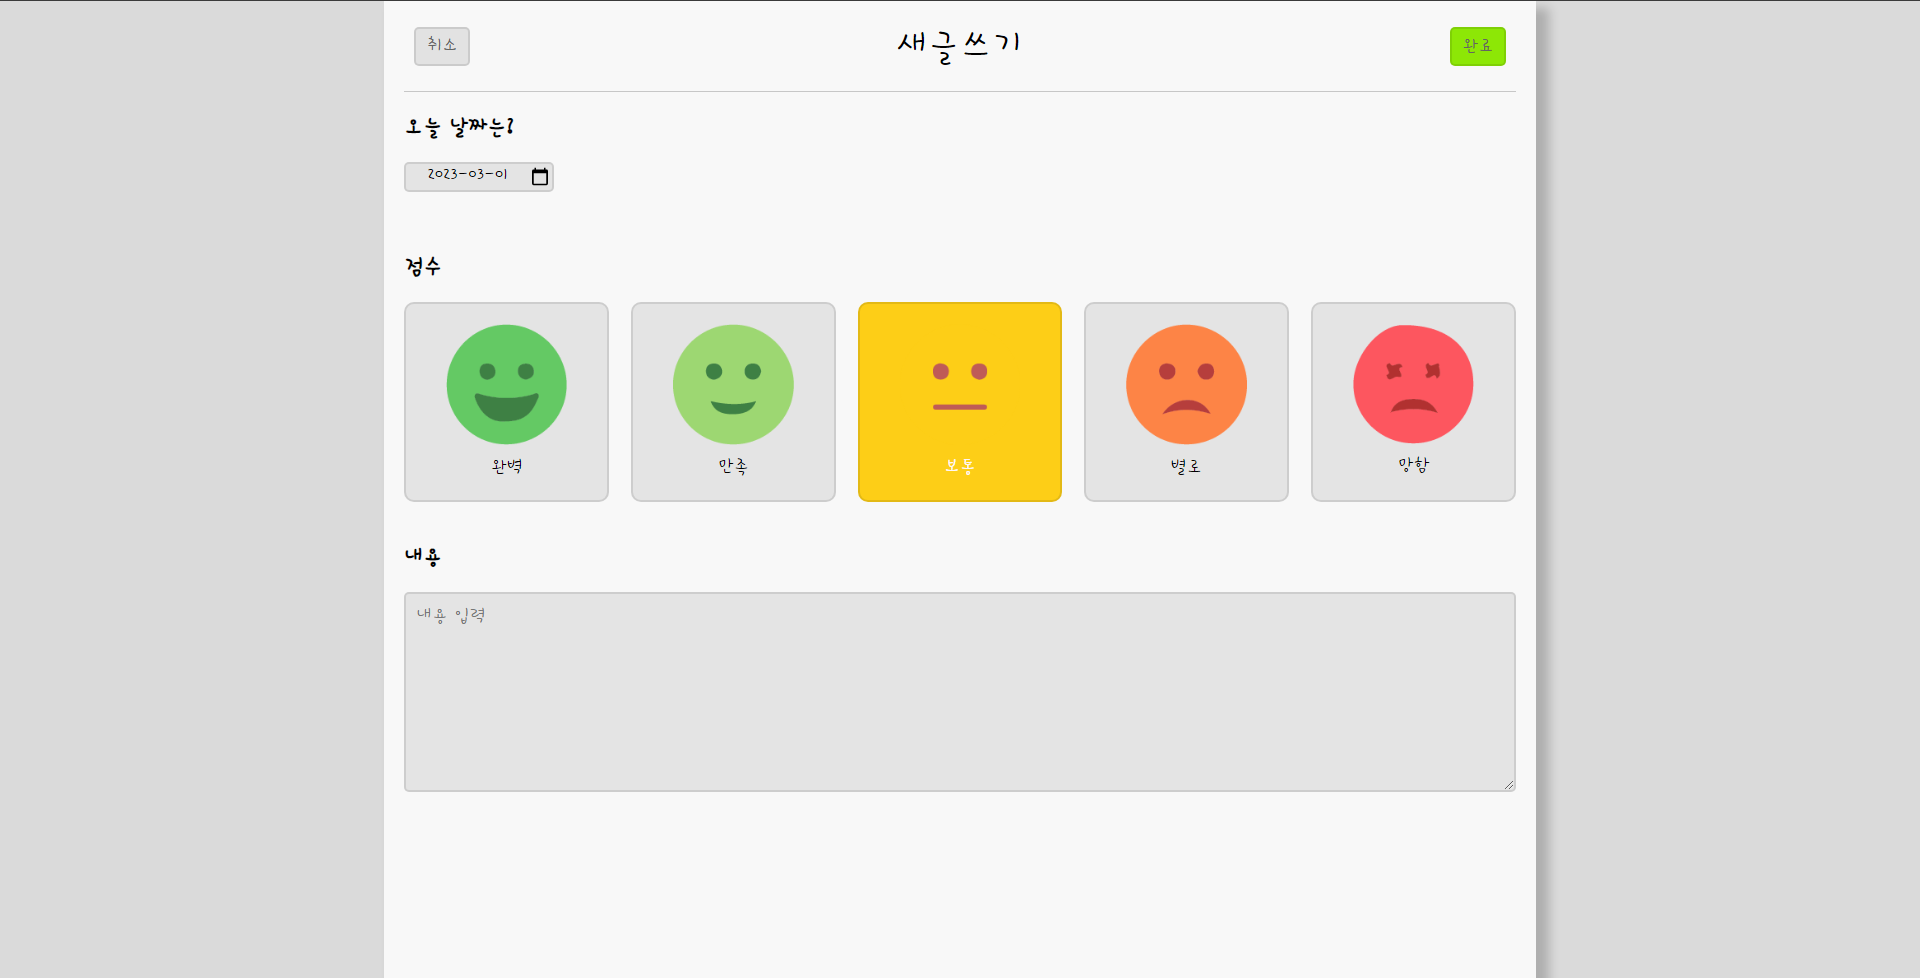 취소
새글쓰기
완료
오늘 날짜는?
2023-03-01
점수
완벽
만족
보통
별로
망함
내용
내용 입력